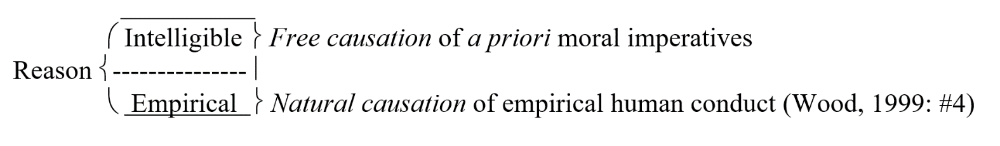 Intelligible } Free causation of a priori moral imperatives
Reason { --------------- |
Empirical } Natural causation of empirical human conduct (Wood, 1999: #4)